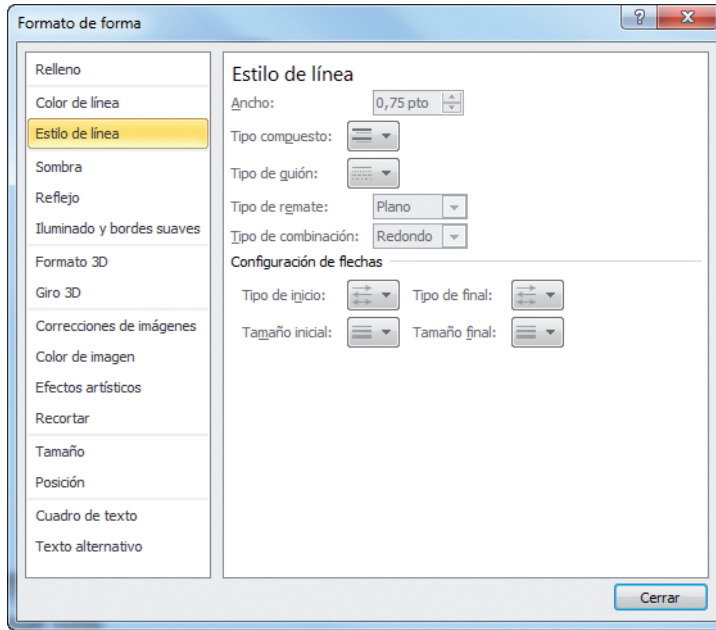 Formato de forma
Relleno
Color de línea
Estilo de línea
Sombra
Reflejo
Iluminado y bordes suaves
Formato 3D
Giro 3D
Correcciones de imágenes
Color de imagen
Efectos artísticos
Recortar
Tamaño
Posición
Cuadro de texto
Texto alternativo
Estilo de línea
Ancho: 0,75 pto
Tipo compuesto:
Tipo de guión:
Tipo de remate: Plano
Tipo de combinación: Redondo
Configuración de flechas
Tipo de inicio: Tipo de final:
Tamaño inicial: Tamaño final:
Cerrar